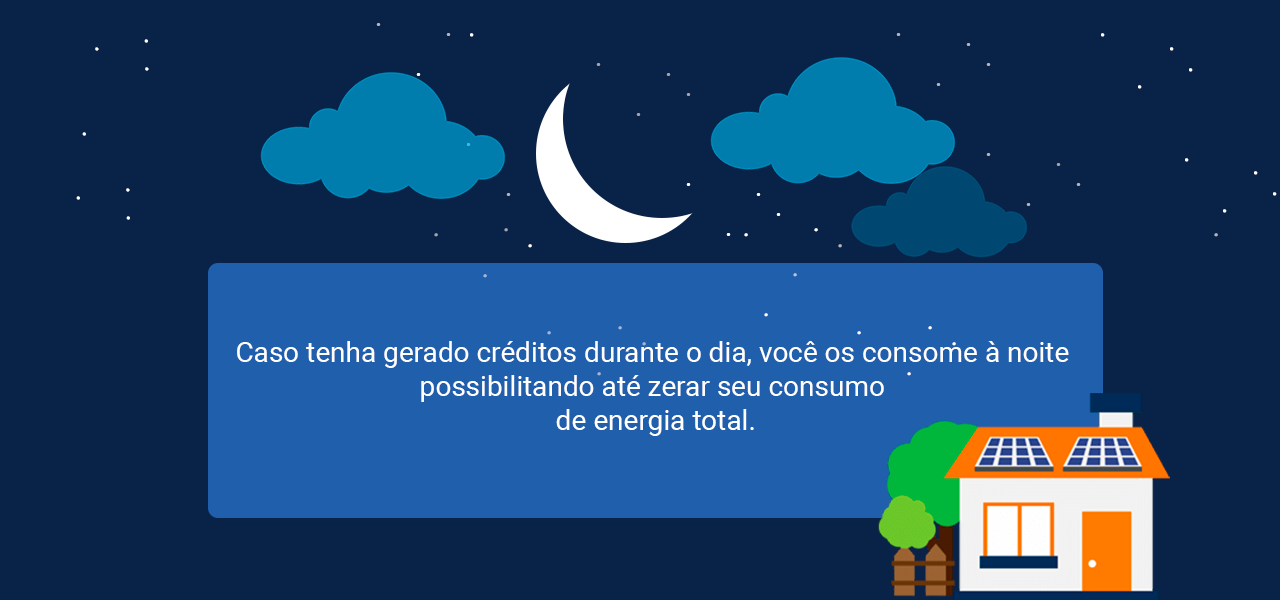 Caso tenha gerado créditos durante o dia, você os consome à noite
possibilitando até zerar seu consumo
de energia total.